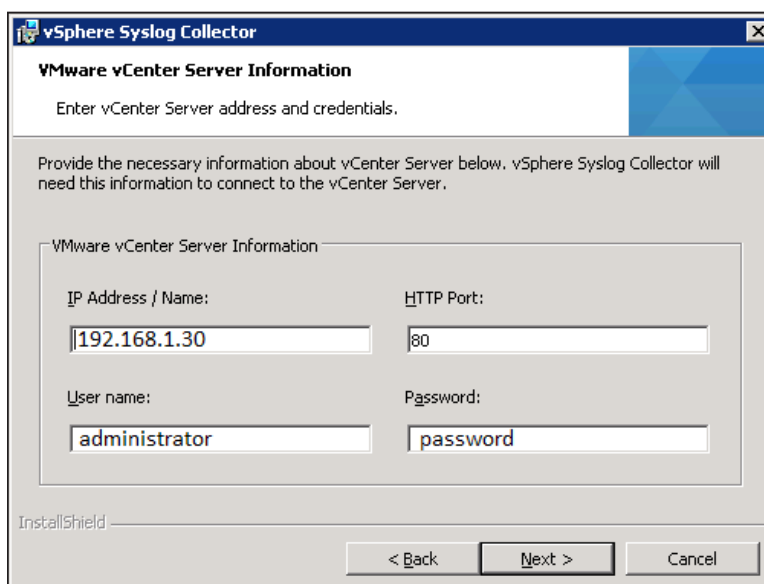 vSphere Syslog Collector
VMware vCenter Server Information
Enter vCenter Server address and credentials.
Provide the necessary information about vCenter Server below. vSphere Syslog Collector will
need this information to connect to the vCenter Server.
VMware vCenter Server Information
IP Address / Name:
HTTP Port:
192.168.1.30
80
User name:
Password:
administrator
password
InstallShield
< Back
Next >
Cancel